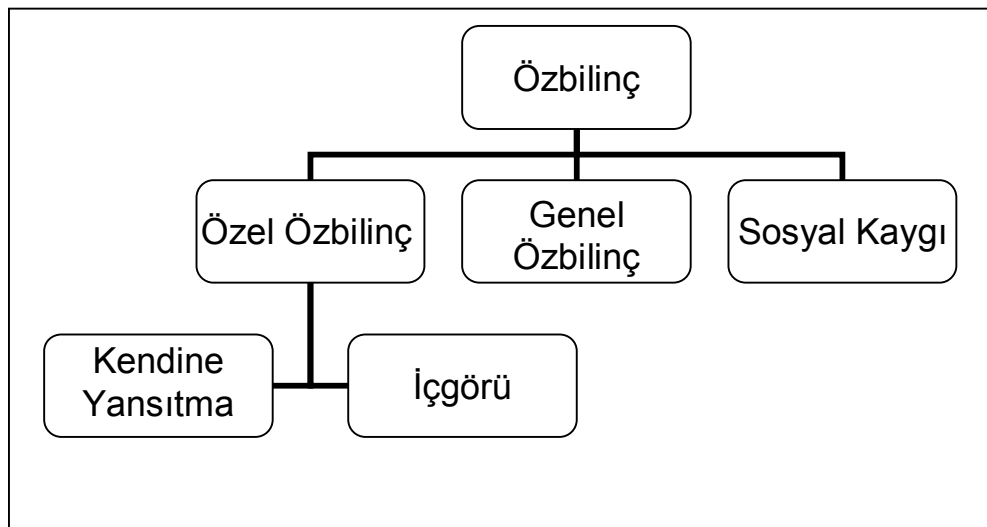 Özbilinç
Özel Özbilinç
Genel
Özbilinç
Sosyal Kaygı
Kendine
Yansıtma
İçgörü